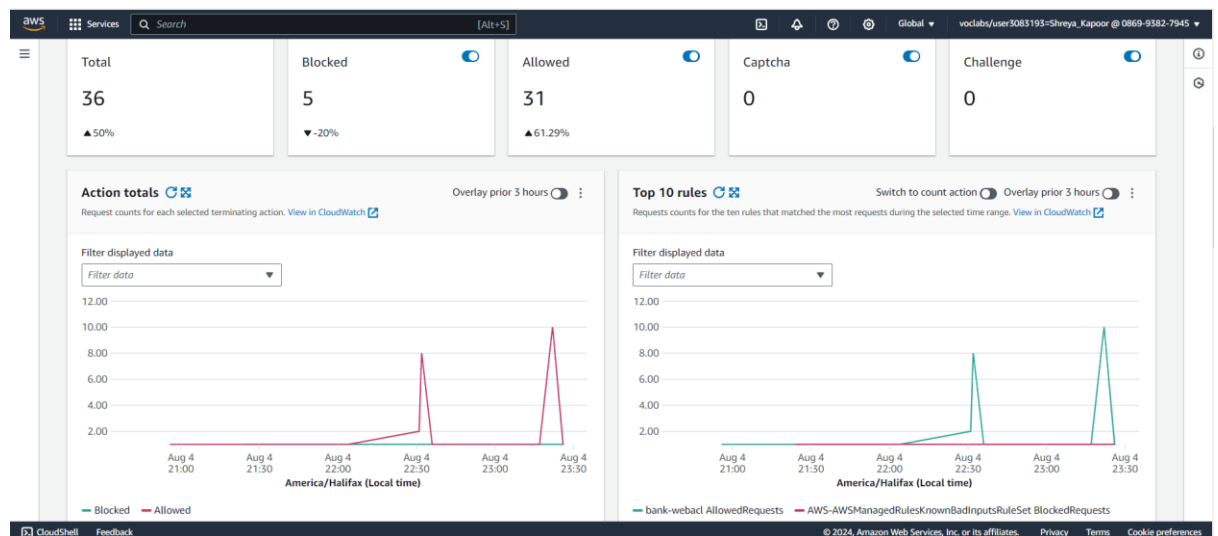 aws Services Search [Alt+S] Global voclabs/user3083193=Shreya_Kapoor @ 0869-9382-7945
Total Blocked Allowed Captcha Challenge
36 5 31 0 0
▲50% ▼-20% ▲61.29%
Action totals Overlay prior 3 hours
Request counts for each selected terminating action. View in CloudWatch
Filter displayed data
Filter data
12.00
10.00
8.00
6.00
4.00
2.00
Aug 4 Aug 4 Aug 4 Aug 4 Aug 4 Aug 4
21:00 21:30 22:00 22:30 23:00 23:30
America/Halifax (Local time)
Blocked Allowed
Top 10 rules Switch to count action Overlay prior 3 hours
Requests counts for the ten rules that matched the most requests during the selected time range. View in CloudWatch
Filter displayed data
Filter data
12.00
10.00
8.00
6.00
4.00
2.00
Aug 4 Aug 4 Aug 4 Aug 4 Aug 4 Aug 4
21:00 21:30 22:00 22:30 23:00 23:30
America/Halifax (Local time)
bank-webacl AllowedRequests AWS-AWSManagedRulesKnownBadInputsRuleSet BlockedRequests
CloudShell Feedback © 2024, Amazon Web Services, Inc. or its affiliates. Privacy Terms Cookie preferences